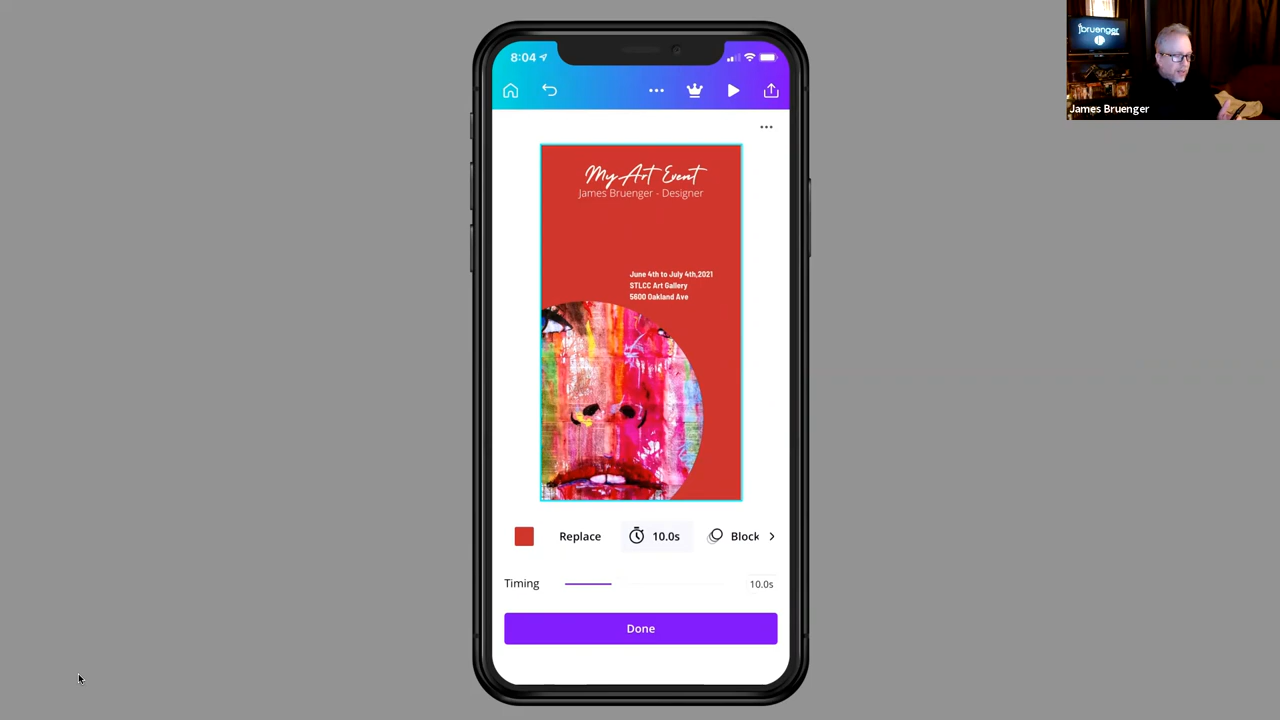 8:04
My Art Event
James Bruenger - Designer
June 4th to July 4th,2021
STLCC Art Gallery
5600 Oakland Ave
Replace
10.0s
Block
Timing
10.0s
Done
jbruenger
James Bruenger